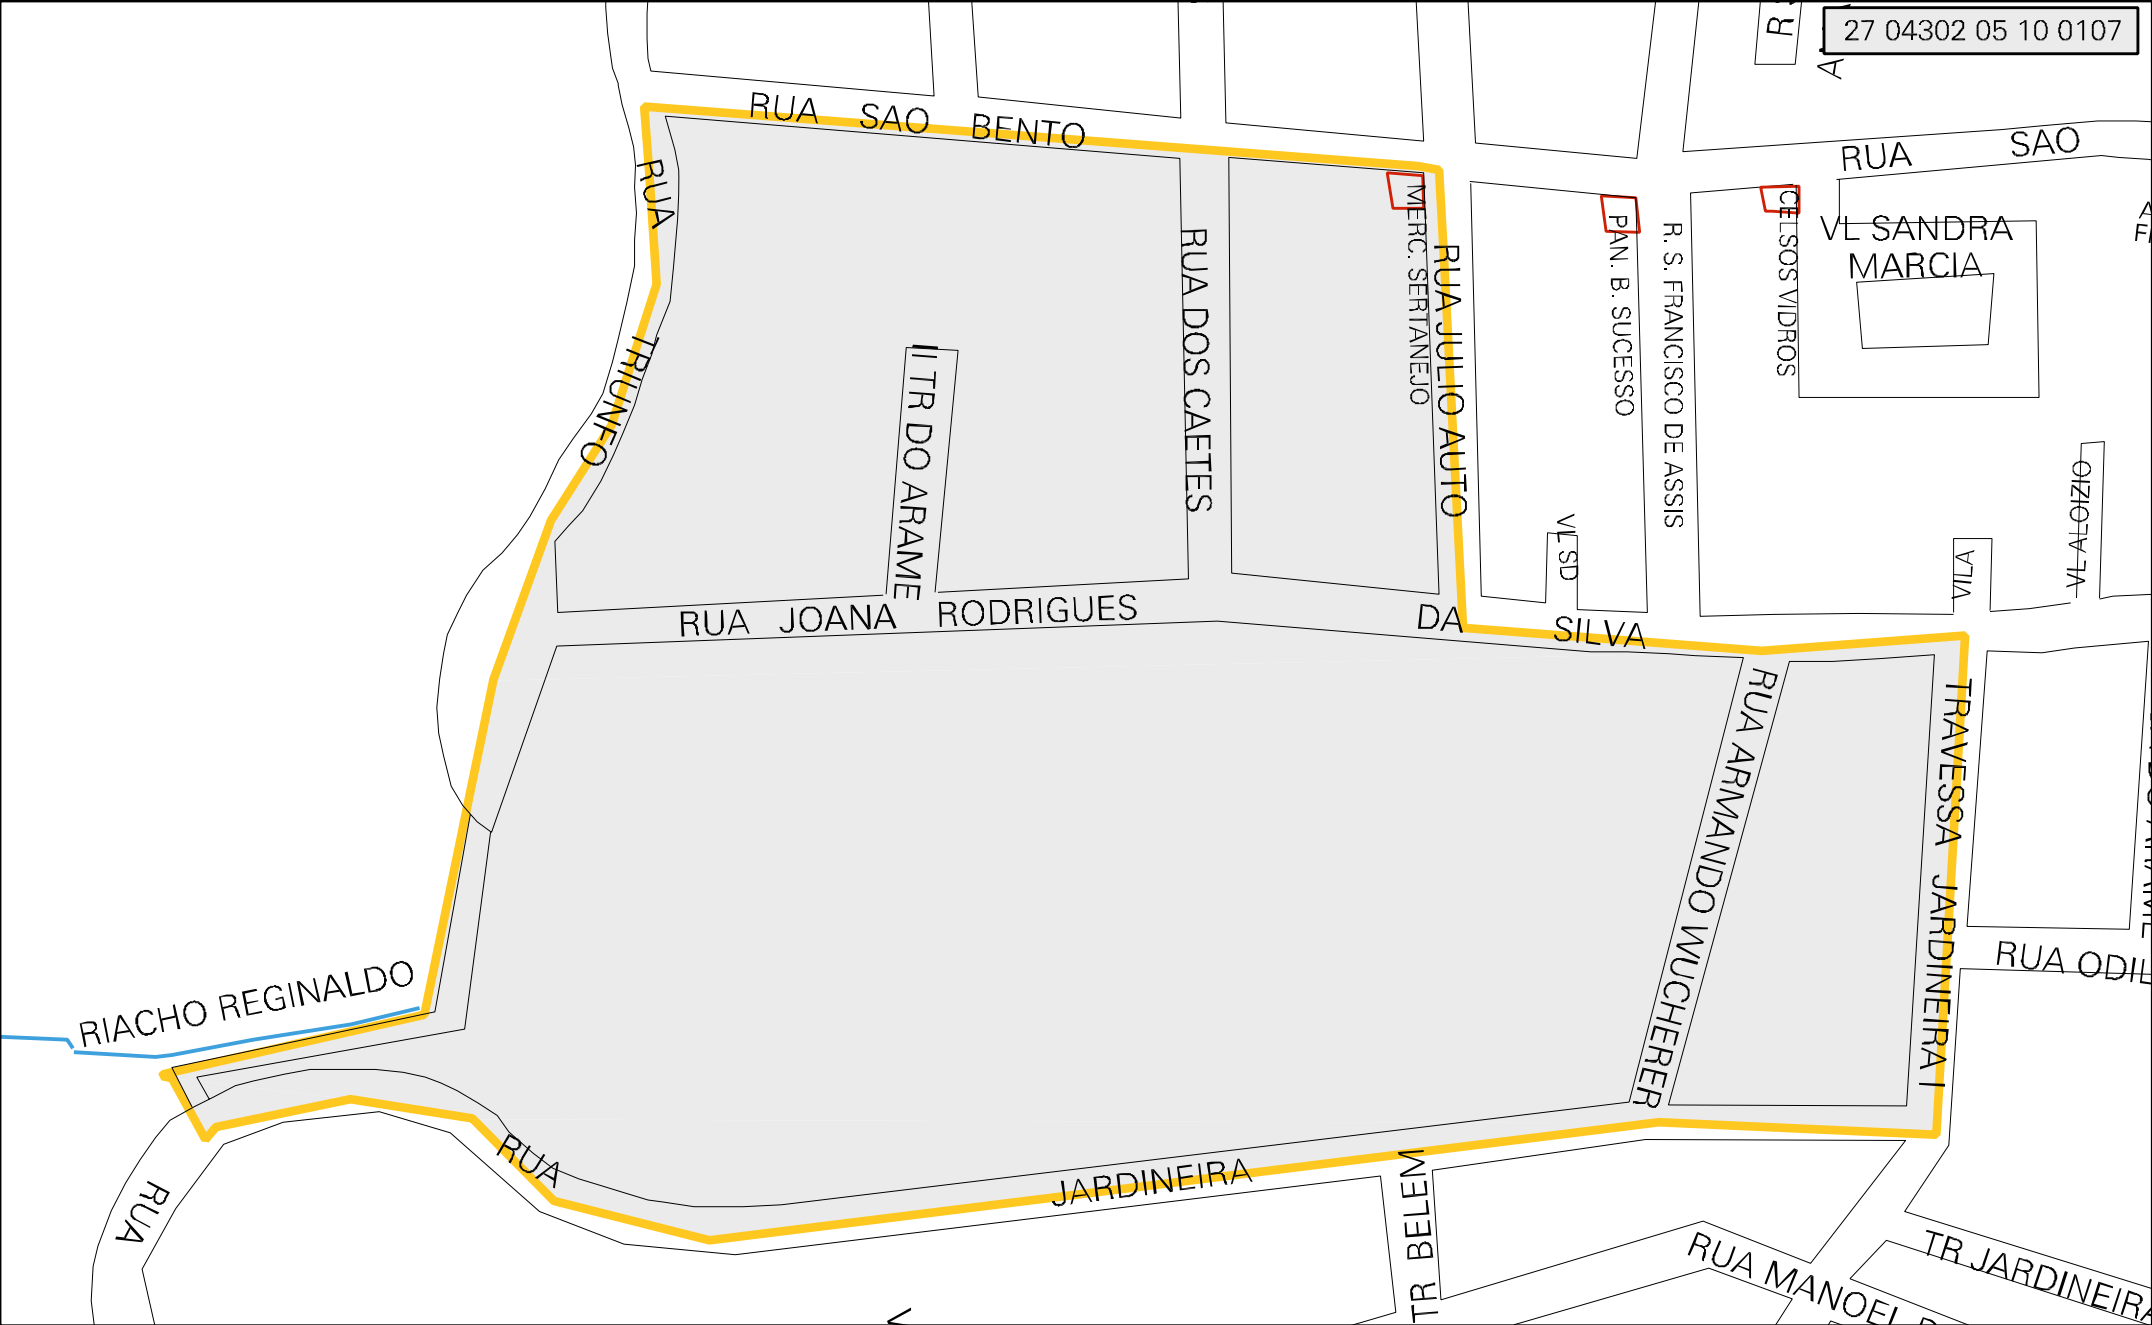 27 04302 05 10 0107
RUA SAO BENTO
RUA SAO
RUA TRIUNFO
RUA DOS CAETES
MERC. SERTANEJO
RUA JULIO AUTO
PAN. B. SUCESSO
R. S. FRANCISCO DE ASSIS
CELSOS VIDROS
VL SANDRA
MARCIA
II TR DO ARAME
VL SD
VILA
VL ALOIZIO
RUA JOANA RODRIGUES DA SILVA
RUA ARMANDO WUCHERER
TRAVESSA JARDINEIRA I
RUA ODIL
RIACHO REGINALDO
RUA JARDINEIRA
RUA
TR BELEM
RUA MANOEL
TR JARDINEIRA